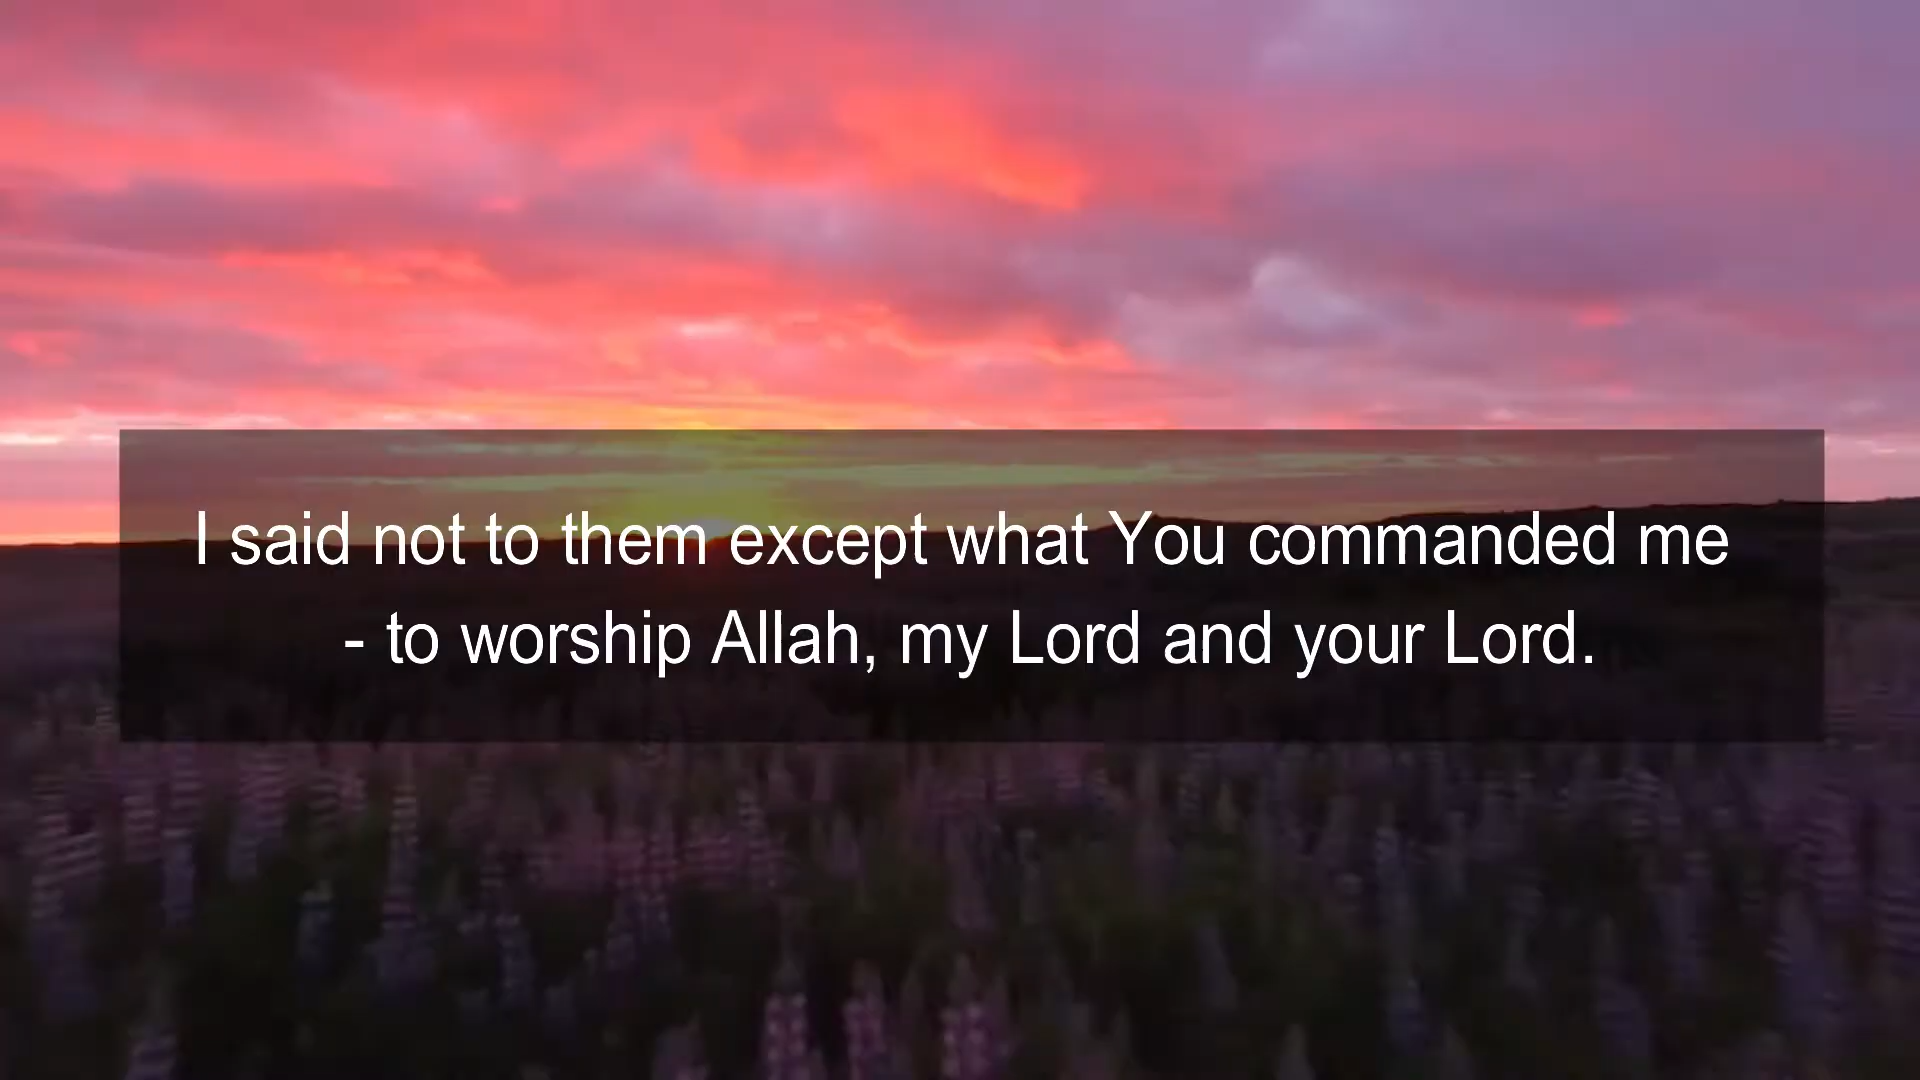 I said not to them except what You commanded me
- to worship Allah, my Lord and your Lord.